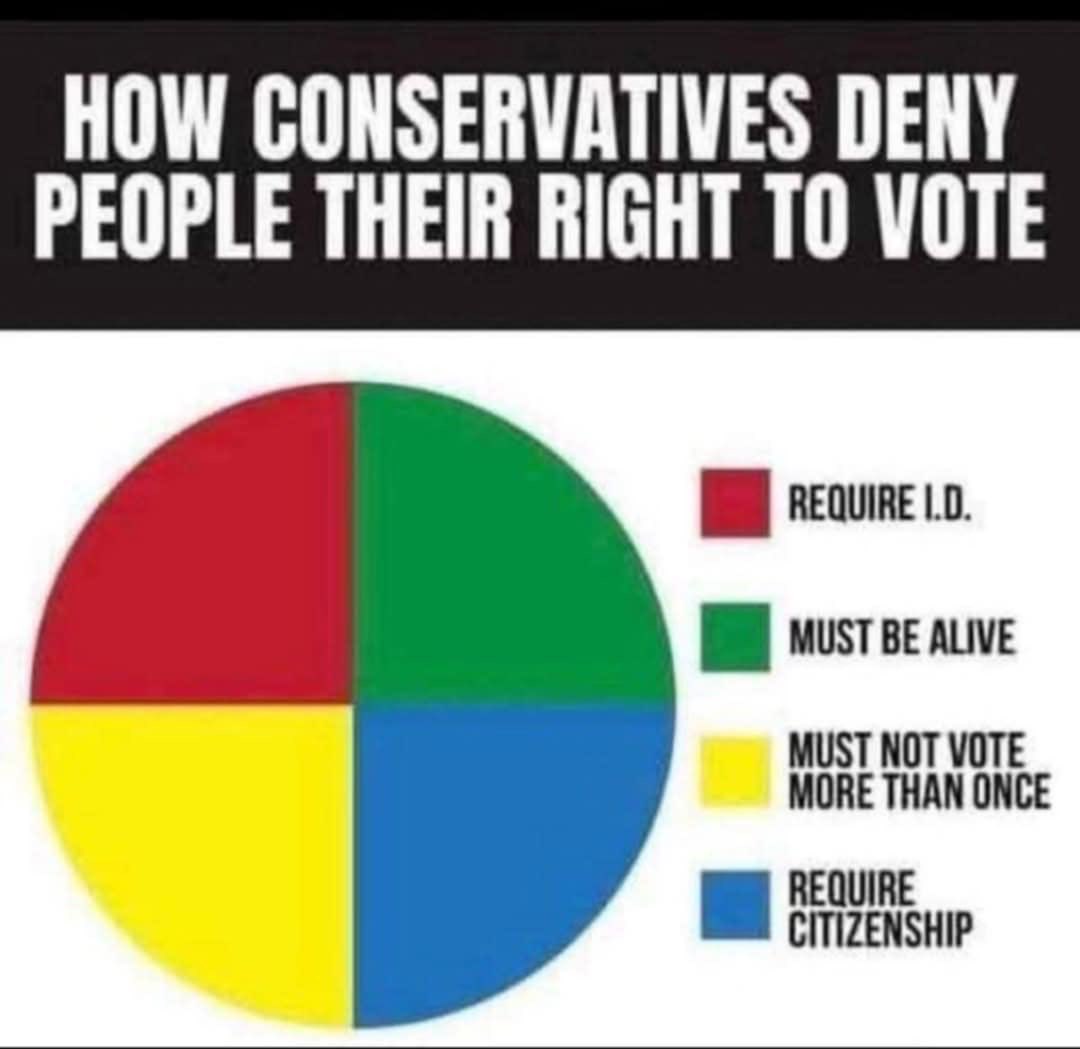 HOW CONSERVATIVES DENY
PEOPLE THEIR RIGHT TO VOTE
REQUIRE I.D.
MUST BE ALIVE
MUST NOT VOTE
MORE THAN ONCE
REQUIRE
CITIZENSHIP